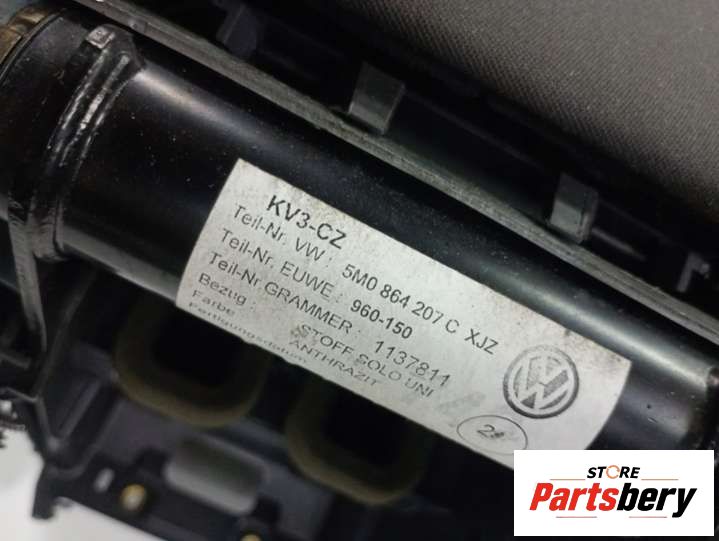 KV3-CZ
Teil-Nr. VW : 5M0 864 207 C XJZ
Teil-Nr. EUWE : 960-150
Teil-Nr GRAMMER : 1137811
Bezug : STOFF SOLO UNI
Farbe : ANTHRAZIT
Fertigungsdatum
STORE
Partsbery